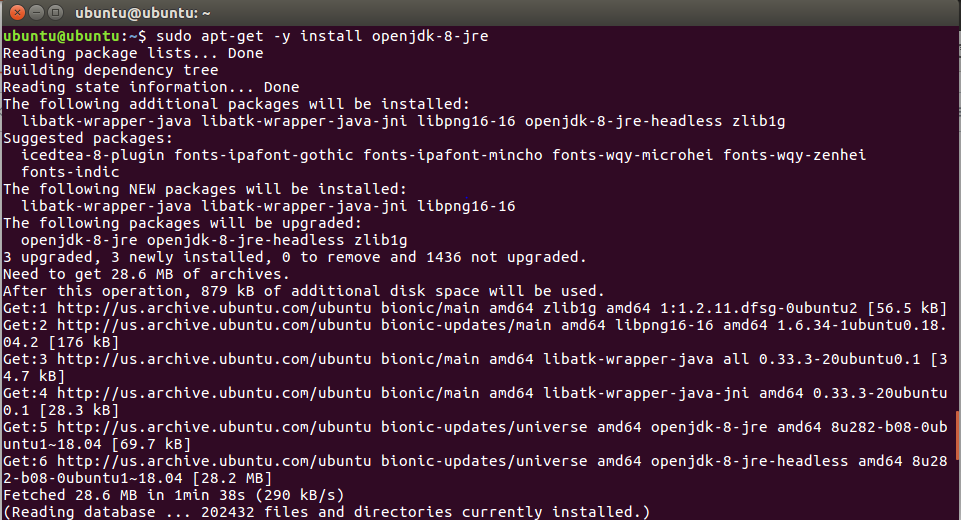 ubuntu@ubuntu: ~
ubuntu@ubuntu:~$ sudo apt-get -y install openjdk-8-jre
Reading package lists... Done
Building dependency tree
Reading state information... Done
The following additional packages will be installed:
  libatk-wrapper-java libatk-wrapper-java-jni libpng16-16 openjdk-8-jre-headless zlib1g
Suggested packages:
  icedtea-8-plugin fonts-ipafont-gothic fonts-ipafont-mincho fonts-wqy-microhei fonts-wqy-zenhei
  fonts-indic
The following NEW packages will be installed:
  libatk-wrapper-java libatk-wrapper-java-jni libpng16-16
The following packages will be upgraded:
  openjdk-8-jre openjdk-8-jre-headless zlib1g
3 upgraded, 3 newly installed, 0 to remove and 1436 not upgraded.
Need to get 28.6 MB of archives.
After this operation, 879 kB of additional disk space will be used.
Get:1 http://us.archive.ubuntu.com/ubuntu bionic/main amd64 zlib1g amd64 1:1.2.11.dfsg-0ubuntu2 [56.5 kB]
Get:2 http://us.archive.ubuntu.com/ubuntu bionic-updates/main amd64 libpng16-16 amd64 1.6.34-1ubuntu0.18.
04.2 [176 kB]
Get:3 http://us.archive.ubuntu.com/ubuntu bionic/main amd64 libatk-wrapper-java all 0.33.3-20ubuntu0.1 [3
4.7 kB]
Get:4 http://us.archive.ubuntu.com/ubuntu bionic/main amd64 libatk-wrapper-java-jni amd64 0.33.3-20ubuntu
0.1 [28.3 kB]
Get:5 http://us.archive.ubuntu.com/ubuntu bionic-updates/universe amd64 openjdk-8-jre amd64 8u282-b08-0ub
untu1~18.04 [69.7 kB]
Get:6 http://us.archive.ubuntu.com/ubuntu bionic-updates/universe amd64 openjdk-8-jre-headless amd64 8u28
2-b08-0ubuntu1~18.04 [28.2 MB]
Fetched 28.6 MB in 1min 38s (290 kB/s)
(Reading database ... 202432 files and directories currently installed.)